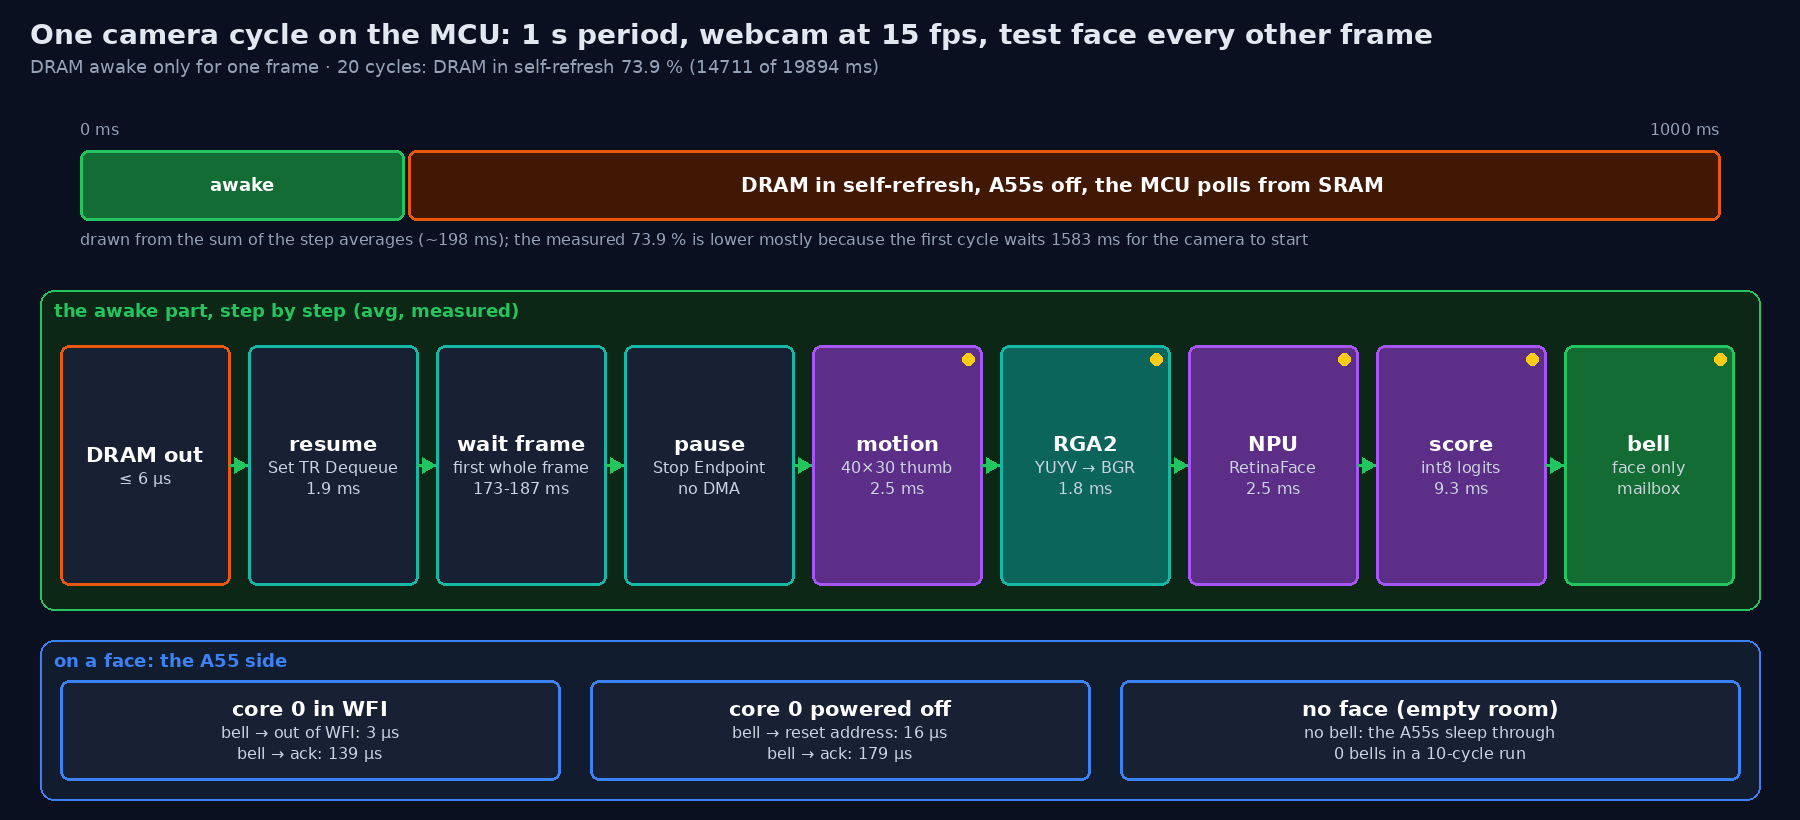 One camera cycle on the MCU: 1 s period, webcam at 15 fps, test face every other frame
DRAM awake only for one frame · 20 cycles: DRAM in self-refresh 73.9 % (14711 of 19894 ms)
0 ms
1000 ms
awake
DRAM in self-refresh, A55s off, the MCU polls from SRAM
drawn from the sum of the step averages (~198 ms); the measured 73.9 % is lower mostly because the first cycle waits 1583 ms for the camera to start
the awake part, step by step (avg, measured)
DRAM out
≤ 6 µs
resume
Set TR Dequeue
1.9 ms
wait frame
first whole frame
173-187 ms
pause
Stop Endpoint
no DMA
motion
40×30 thumb
2.5 ms
RGA2
YUYV → BGR
1.8 ms
NPU
RetinaFace
2.5 ms
score
int8 logits
9.3 ms
bell
face only
mailbox
on a face: the A55 side
core 0 in WFI
bell → out of WFI: 3 µs
bell → ack: 139 µs
core 0 powered off
bell → reset address: 16 µs
bell → ack: 179 µs
no face (empty room)
no bell: the A55s sleep through
0 bells in a 10-cycle run